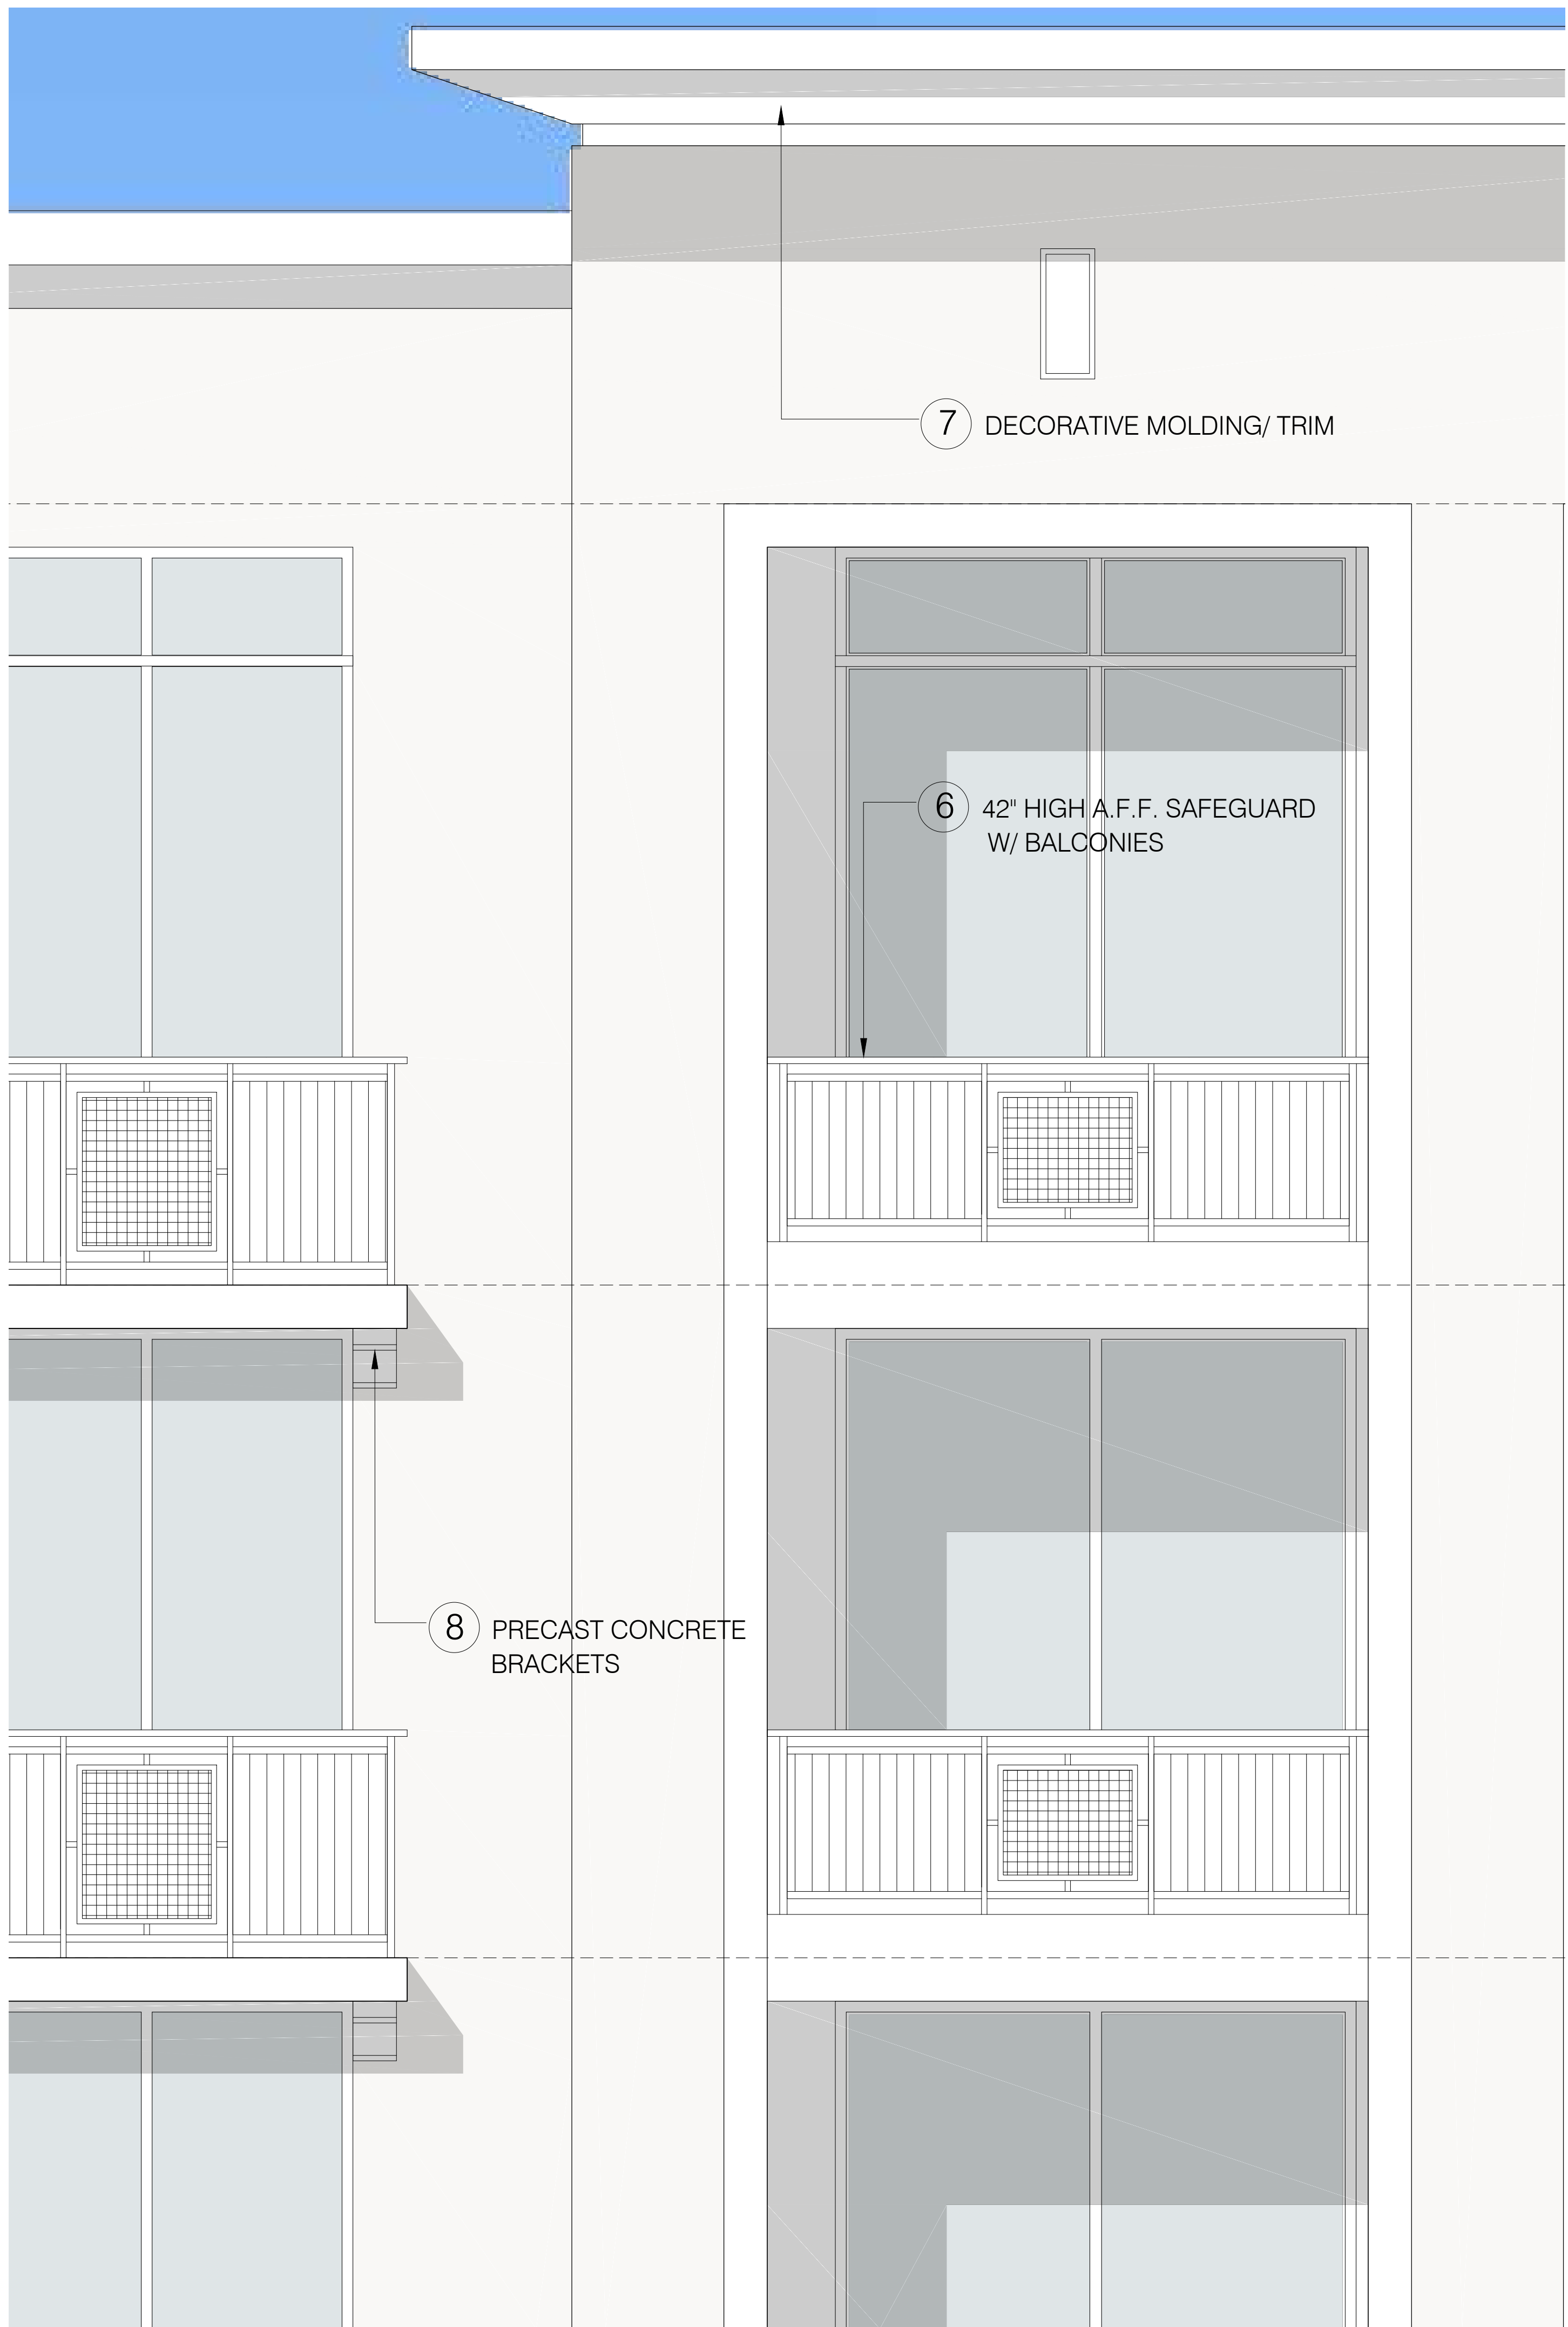 7 DECORATIVE MOLDING/ TRIM
6 42" HIGH A.F.F. SAFEGUARD
W/ BALCONIES
8 PRECAST CONCRETE
BRACKETS